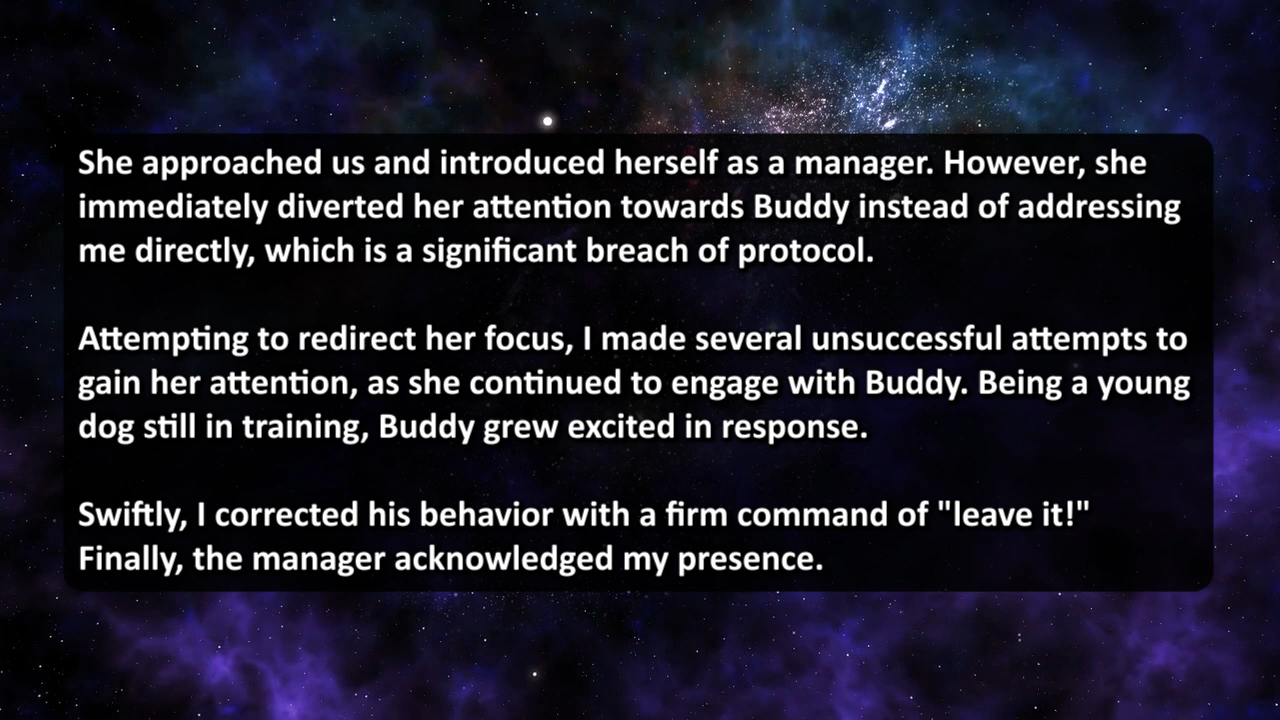 She approached us and introduced herself as a manager. However, she
immediately diverted her attention towards Buddy instead of addressing
me directly, which is a significant breach of protocol.
Attempting to redirect her focus, I made several unsuccessful attempts to
gain her attention, as she continued to engage with Buddy. Being a young
dog still in training, Buddy grew excited in response.
Swiftly, I corrected his behavior with a firm command of "leave it!"
Finally, the manager acknowledged my presence.